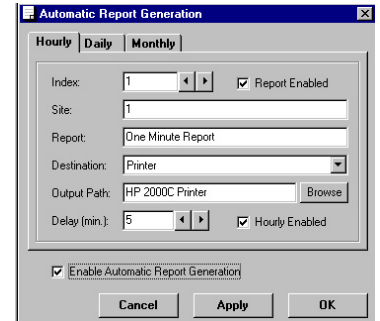 Automatic Report Generation
Hourly Daily Monthly
Index: 1 Report Enabled
Site: 1
Report: One Minute Report
Destination: Printer
Output Path: HP 2000C Printer Browse
Delay (min.): 5 Hourly Enabled
Enable Automatic Report Generation
Cancel Apply OK